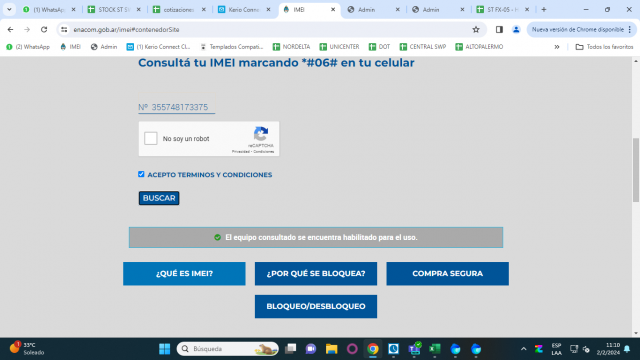 (1) WhatsApp
STOCK ST
cotizaciones
Kerio Connect
IMEI
Admin
Admin
ST FX-05 -
enacom.gob.ar/imei#contenedorSite
Nueva versión de Chrome disponible
(2) WhatsApp IMEI Admin (1) Kerio Connect Cl... Templados Compati... NORDELTA UNICENTER DOT CENTRAL SWP ALTOPALERMO » Todos los favoritos
Consultá tu IMEI marcando *#06# en tu celular
Nº 355748173375
No soy un robot
reCAPTCHA
Privacidad • Condiciones
ACEPTO TERMINOS Y CONDICIONES
BUSCAR
El equipo consultado se encuentra habilitado para el uso.
¿QUÉ ES IMEI? ¿POR QUÉ SE BLOQUEA? COMPRA SEGURA
BLOQUEO/DESBLOQUEO
33°C
Soleado
Búsqueda
ESP
LAA
11:10
2/2/2024